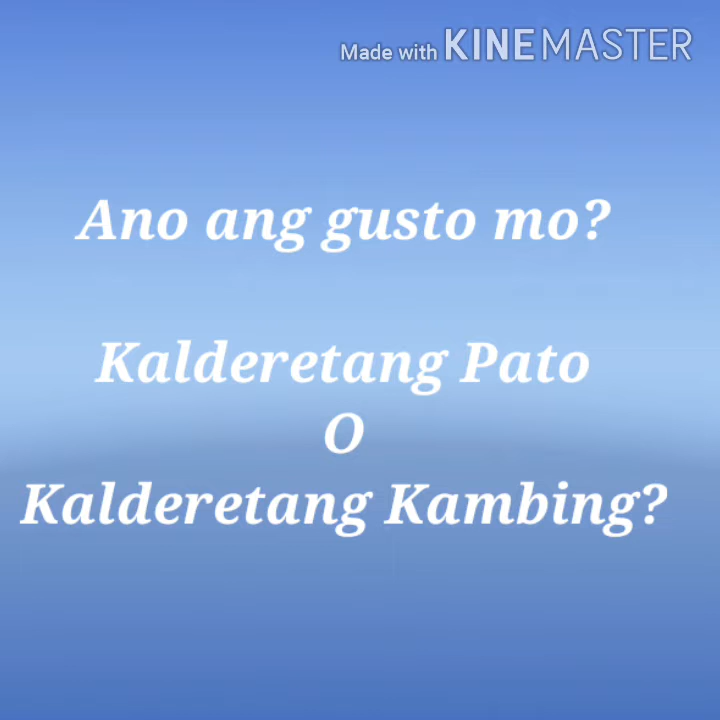 Made with KINEMASTER
Ano ang gusto mo?
Kalderetang Pato
O
Kalderetang Kambing?